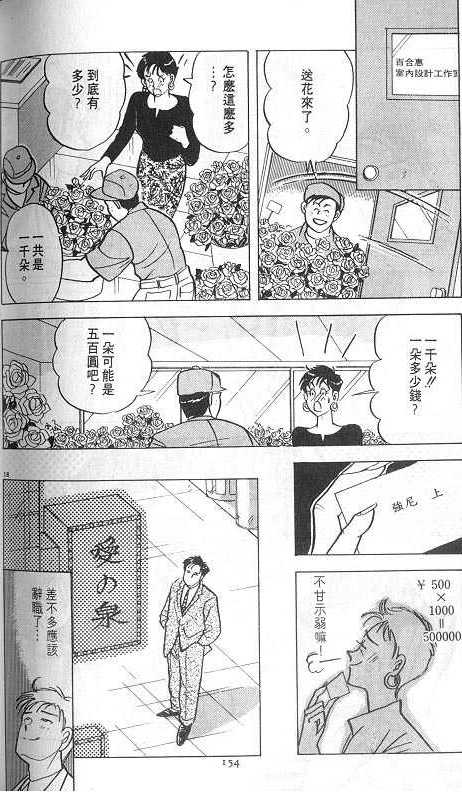 百合惠
室內設計工作室
送花來了。
怎麼這麼多
…?
到底有
多少?
一共是
一千朵。
一千朵!!
一朵多少錢?
一朵可能是
五百圓吧?
18
強尼 上
¥ 500
×
1000
=
500000
不甘示弱嘛!
愛の泉
差不多應該
辭職了…
154